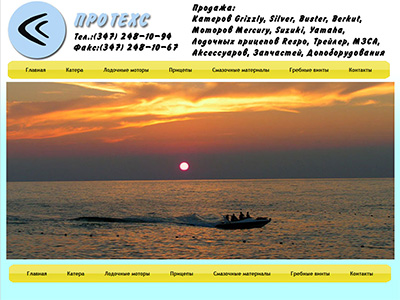 ПРОТЕКС
Тел.:(347) 248-10-94
Факс:(347) 248-10-67
Продажа:
Катеров Grizzly, Silver, Buster, Berkut,
Моторов Mercury, Suzuki, Yamaha,
Лодочных прицепов Respo, Трейлер, МЗСА,
Аксессуаров, Запчастей, Допоборудования
Главная Катера Лодочные моторы Прицепы Смазочные материалы Гребные винты Контакты
Главная Катера Лодочные моторы Прицепы Смазочные материалы Гребные винты Контакты